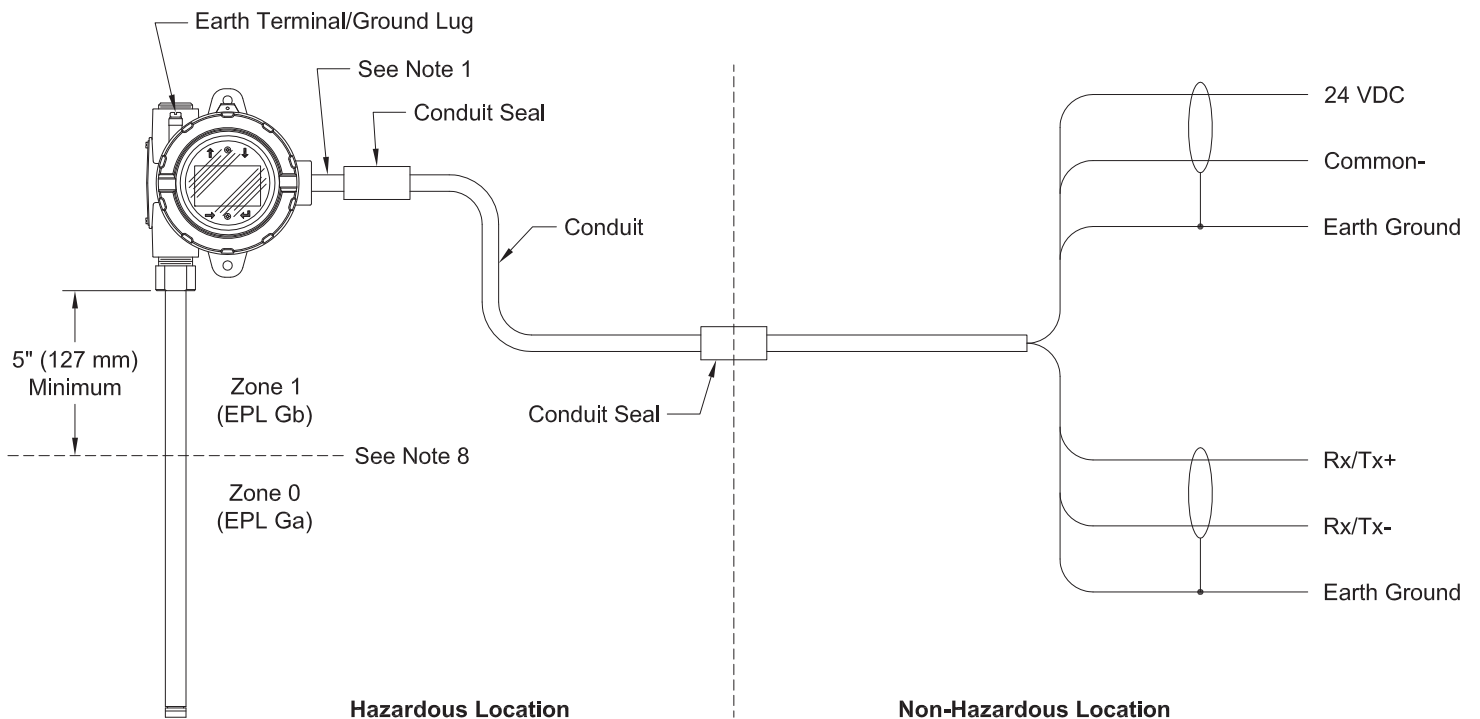 Earth Terminal/Ground Lug
See Note 1
Conduit Seal
24 VDC
Common-
Earth Ground
Conduit
5" (127 mm)
Minimum
Zone 1
(EPL Gb)
Conduit Seal
See Note 8
Zone 0
(EPL Ga)
Rx/Tx+
Rx/Tx-
Earth Ground
Hazardous Location
Non-Hazardous Location